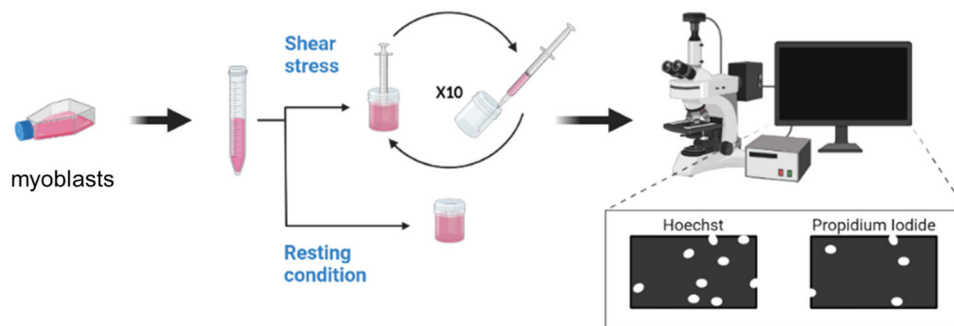 Shear
stress
X10
myoblasts
Resting
condition
Hoechst
Propidium Iodide